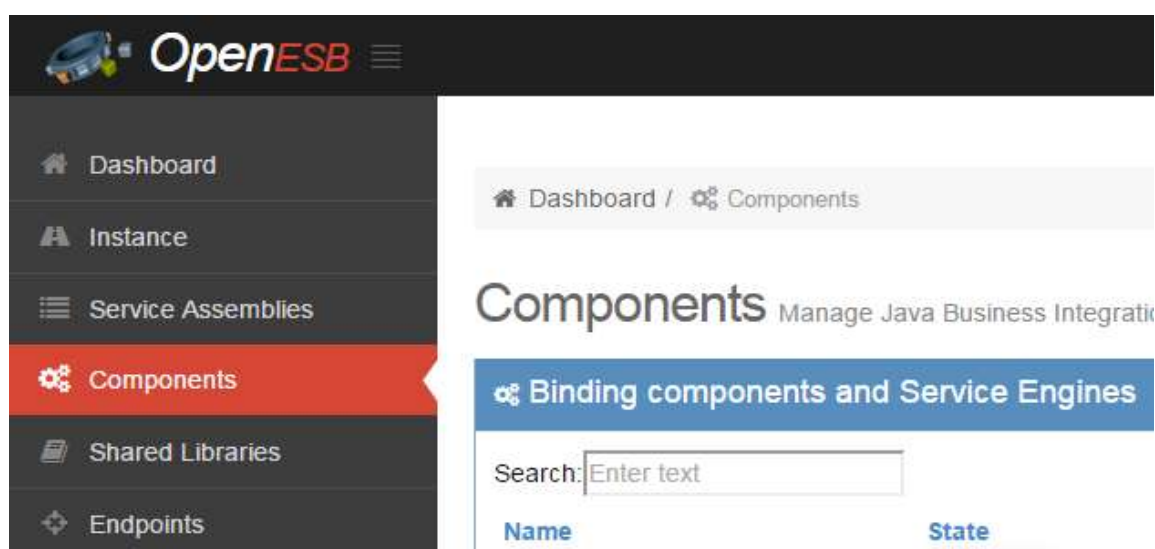 OpenESB
Dashboard
Instance
Service Assemblies
Components
Shared Libraries
Endpoints
Dashboard / Components
Components Manage Java Business
Binding components and Service Engines
Search: Enter text
Name State